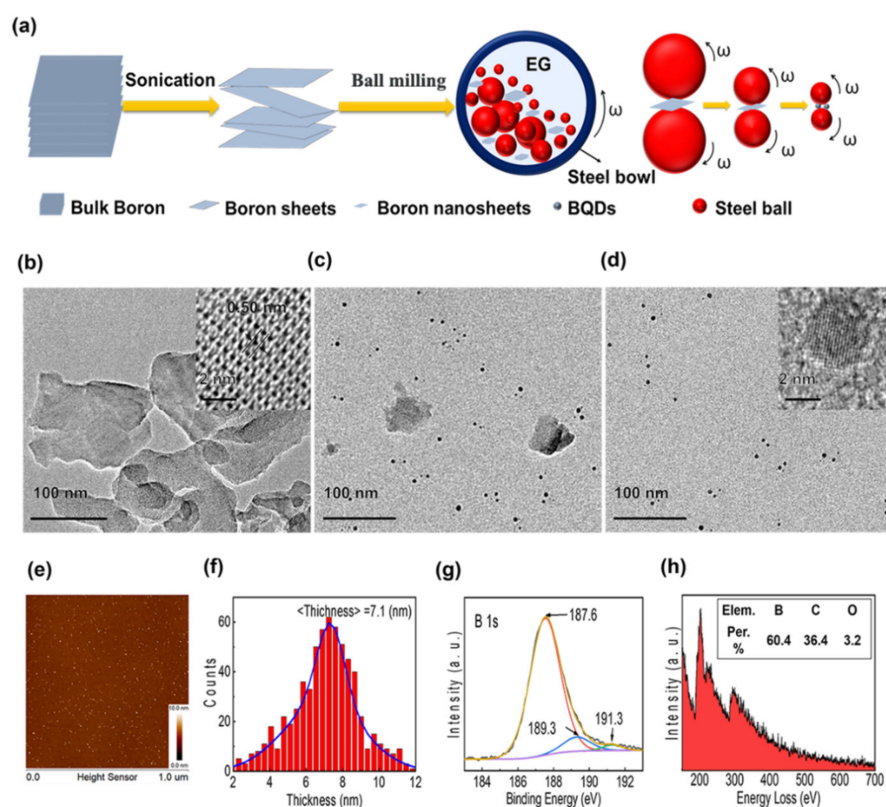 (a)
Sonication
Ball milling
EG
ω
Steel bowl
ω
ω
ω
ω
ω
ω
Bulk Boron
Boron sheets
Boron nanosheets
BQDs
Steel ball
(b)
0.50 nm
2 nm
100 nm
(c)
100 nm
(d)
2 nm
100 nm
(e)
10.0 nm
0.0 nm
0.0
Height Sensor
1.0 um
(f)
<Thichness> =7.1 (nm)
Counts
60
40
20
0
2
4
6
8
10
12
Thickness (nm)
(g)
B 1s
187.6
189.3
191.3
Intensity (a. u.)
184
186
188
190
192
Binding Energy (eV)
(h)
Elem. B C O
Per. % 60.4 36.4 3.2
Intensity (a. u.)
200
300
400
500
600
700
Energy Loss (eV)